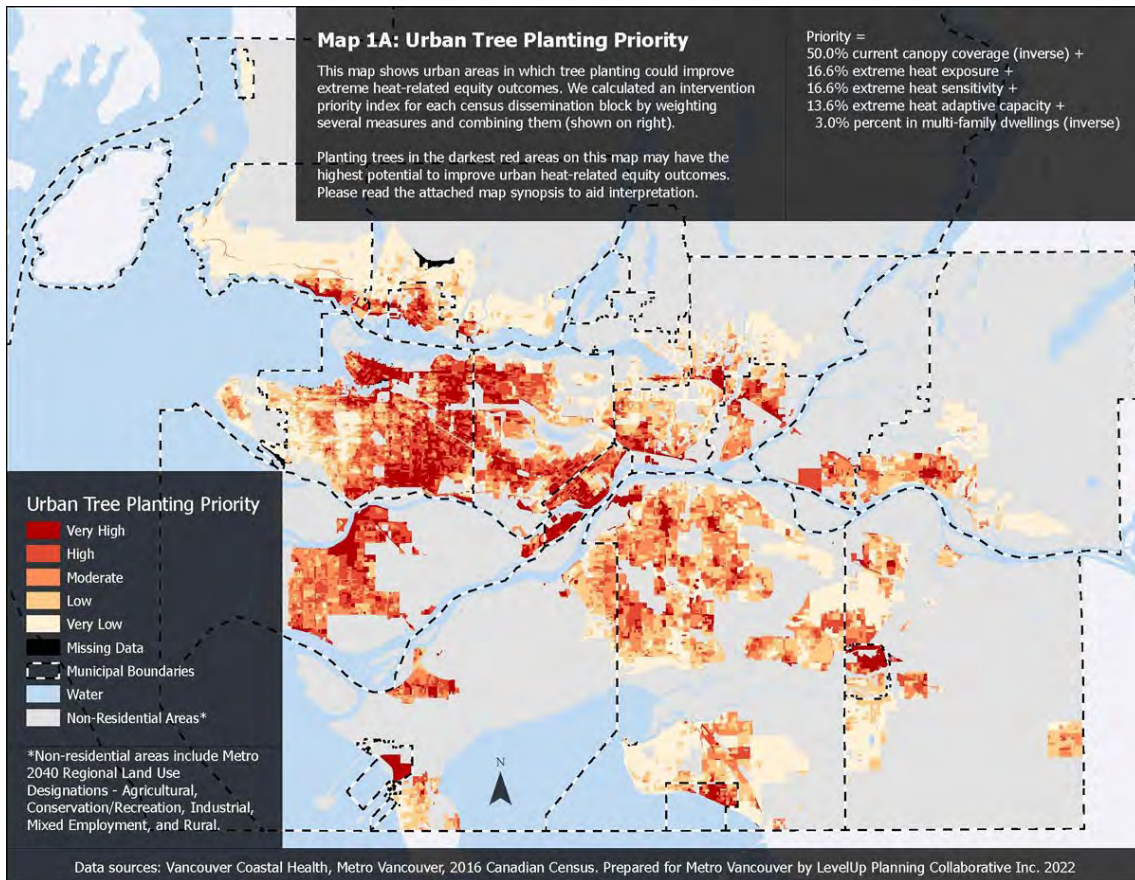 Map 1A: Urban Tree Planting Priority
This map shows urban areas in which tree planting could improve
extreme heat-related equity outcomes. We calculated an intervention
priority index for each census dissemination block by weighting
several measures and combining them (shown on right).
Planting trees in the darkest red areas on this map may have the
highest potential to improve urban heat-related equity outcomes.
Please read the attached map synopsis to aid interpretation.
Priority =
50.0% current canopy coverage (inverse) +
16.6% extreme heat exposure +
16.6% extreme heat sensitivity +
13.6% extreme heat adaptive capacity +
3.0% percent in multi-family dwellings (inverse)
Urban Tree Planting Priority
Very High
High
Moderate
Low
Very Low
Missing Data
Municipal Boundaries
Water
Non-Residential Areas*
*Non-residential areas include Metro
2040 Regional Land Use
Designations - Agricultural,
Conservation/Recreation, Industrial,
Mixed Employment, and Rural.
N
Data sources: Vancouver Coastal Health, Metro Vancouver, 2016 Canadian Census. Prepared for Metro Vancouver by LevelUp Planning Collaborative Inc. 2022